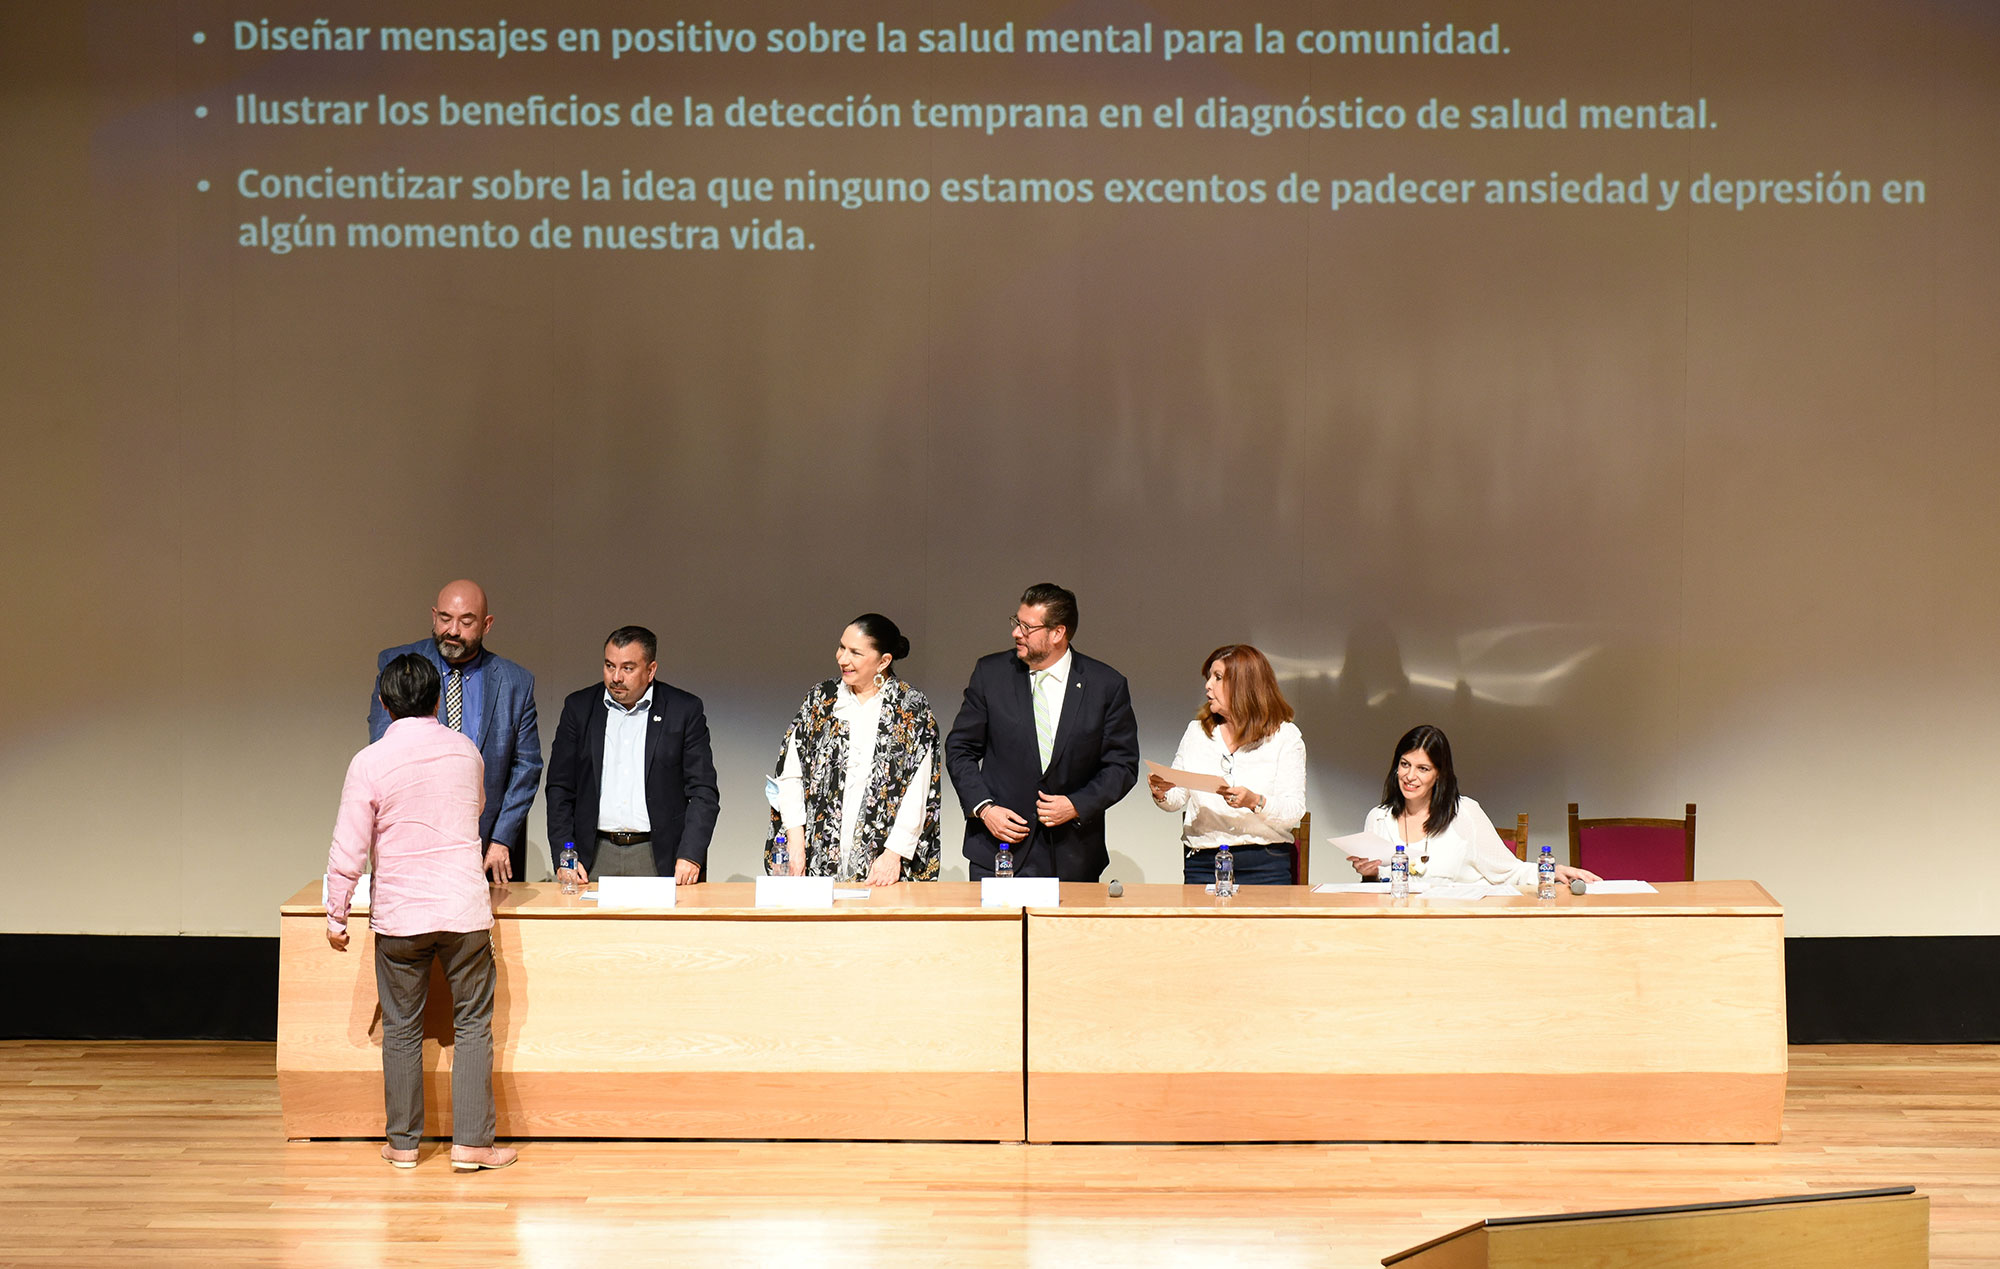 • Diseñar mensajes en positivo sobre la salud mental para la comunidad.
• Ilustrar los beneficios de la detección temprana en el diagnóstico de salud mental.
• Concientizar sobre la idea que ninguno estamos excentos de padecer ansiedad y depresión en
algún momento de nuestra vida.